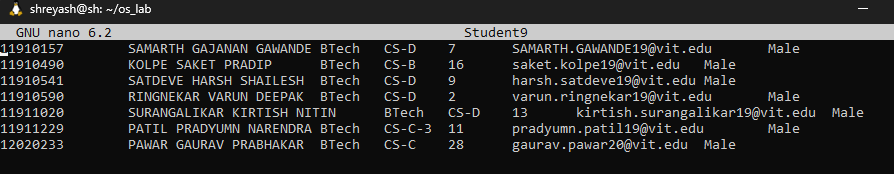 shreyash@sh: ~/os_lab
GNU nano 6.2 Student9
11910157 SAMARTH GAJANAN GAWANDE BTech CS-D 7 SAMARTH.GAWANDE19@vit.edu Male
11910490 KOLPE SAKET PRADIP BTech CS-B 16 saket.kolpe19@vit.edu Male
11910541 SATDEVE HARSH SHAILESH BTech CS-D 9 harsh.satdeve19@vit.edu Male
11910590 RINGNEKAR VARUN DEEPAK BTech CS-D 2 varun.ringnekar19@vit.edu Male
11911020 SURANGALIKAR KIRTISH NITIN BTech CS-D 13 kirtish.surangalikar19@vit.edu Male
11911229 PATIL PRADYUMN NARENDRA BTech CS-C-3 11 pradyumn.patil19@vit.edu Male
12020233 PAWAR GAURAV PRABHAKAR BTech CS-C 28 gaurav.pawar20@vit.edu Male